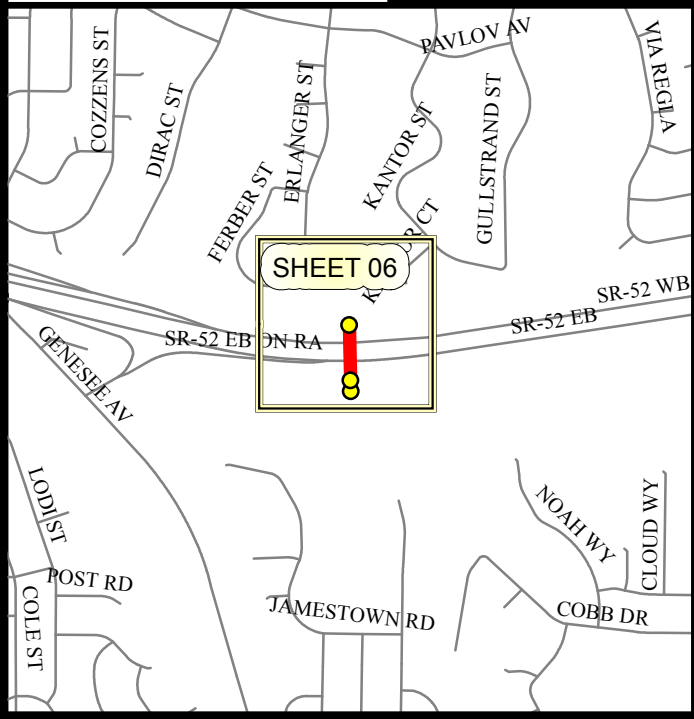 PAVLOV AV
VIA REGLA
COZZENS ST
DIRAC ST
ERLANGER ST
KANTOR ST
GULLSTRAND ST
FERBER ST
CT
SHEET 06
SR-52 WB
SR-52 EB
SR-52 EB ON RA
GENESEE AV
LODI ST
NOAH WY
CLOUD WY
POST RD
COLE ST
JAMESTOWN RD
COBB DR